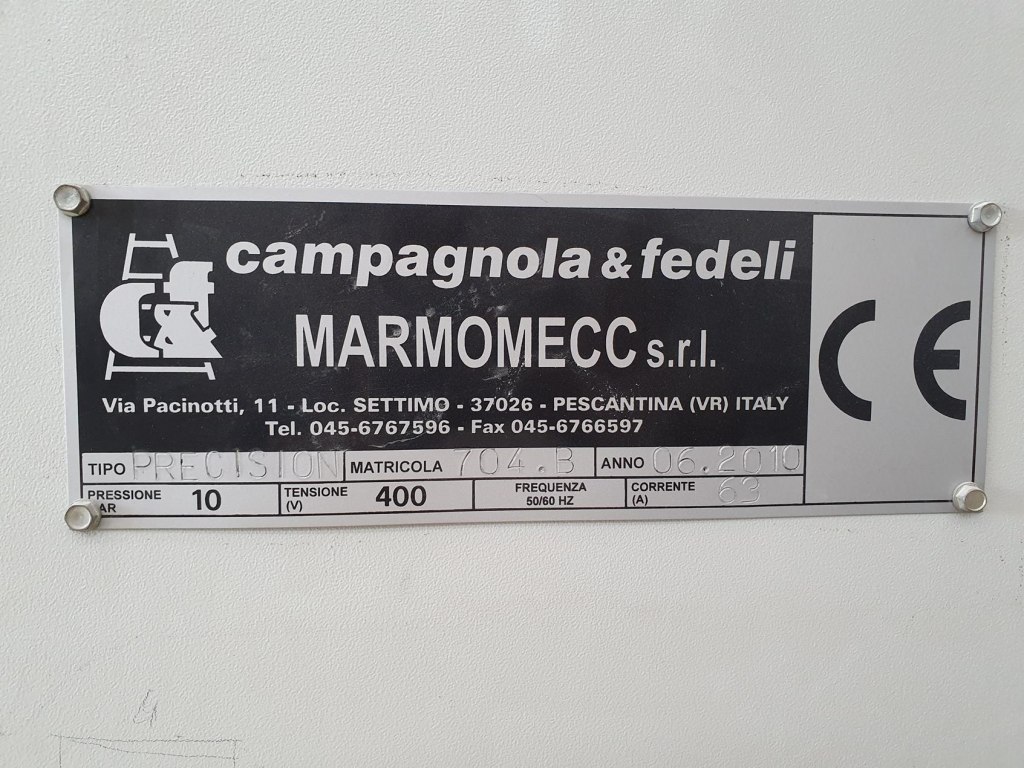 campagnola & fedeli
MARMOMECC s.r.l.
Via Pacinotti, 11 - Loc. SETTIMO - 37026 - PESCANTINA (VR) ITALY
Tel. 045-6767596 - Fax 045-6766597
CE
TIPO PRECISION MATRICOLA 704.B ANNO 06.2010
PRESSIONE 10 TENSIONE 400 FREQUENZA CORRENTE 63
AR (V) 50/60 HZ (A)